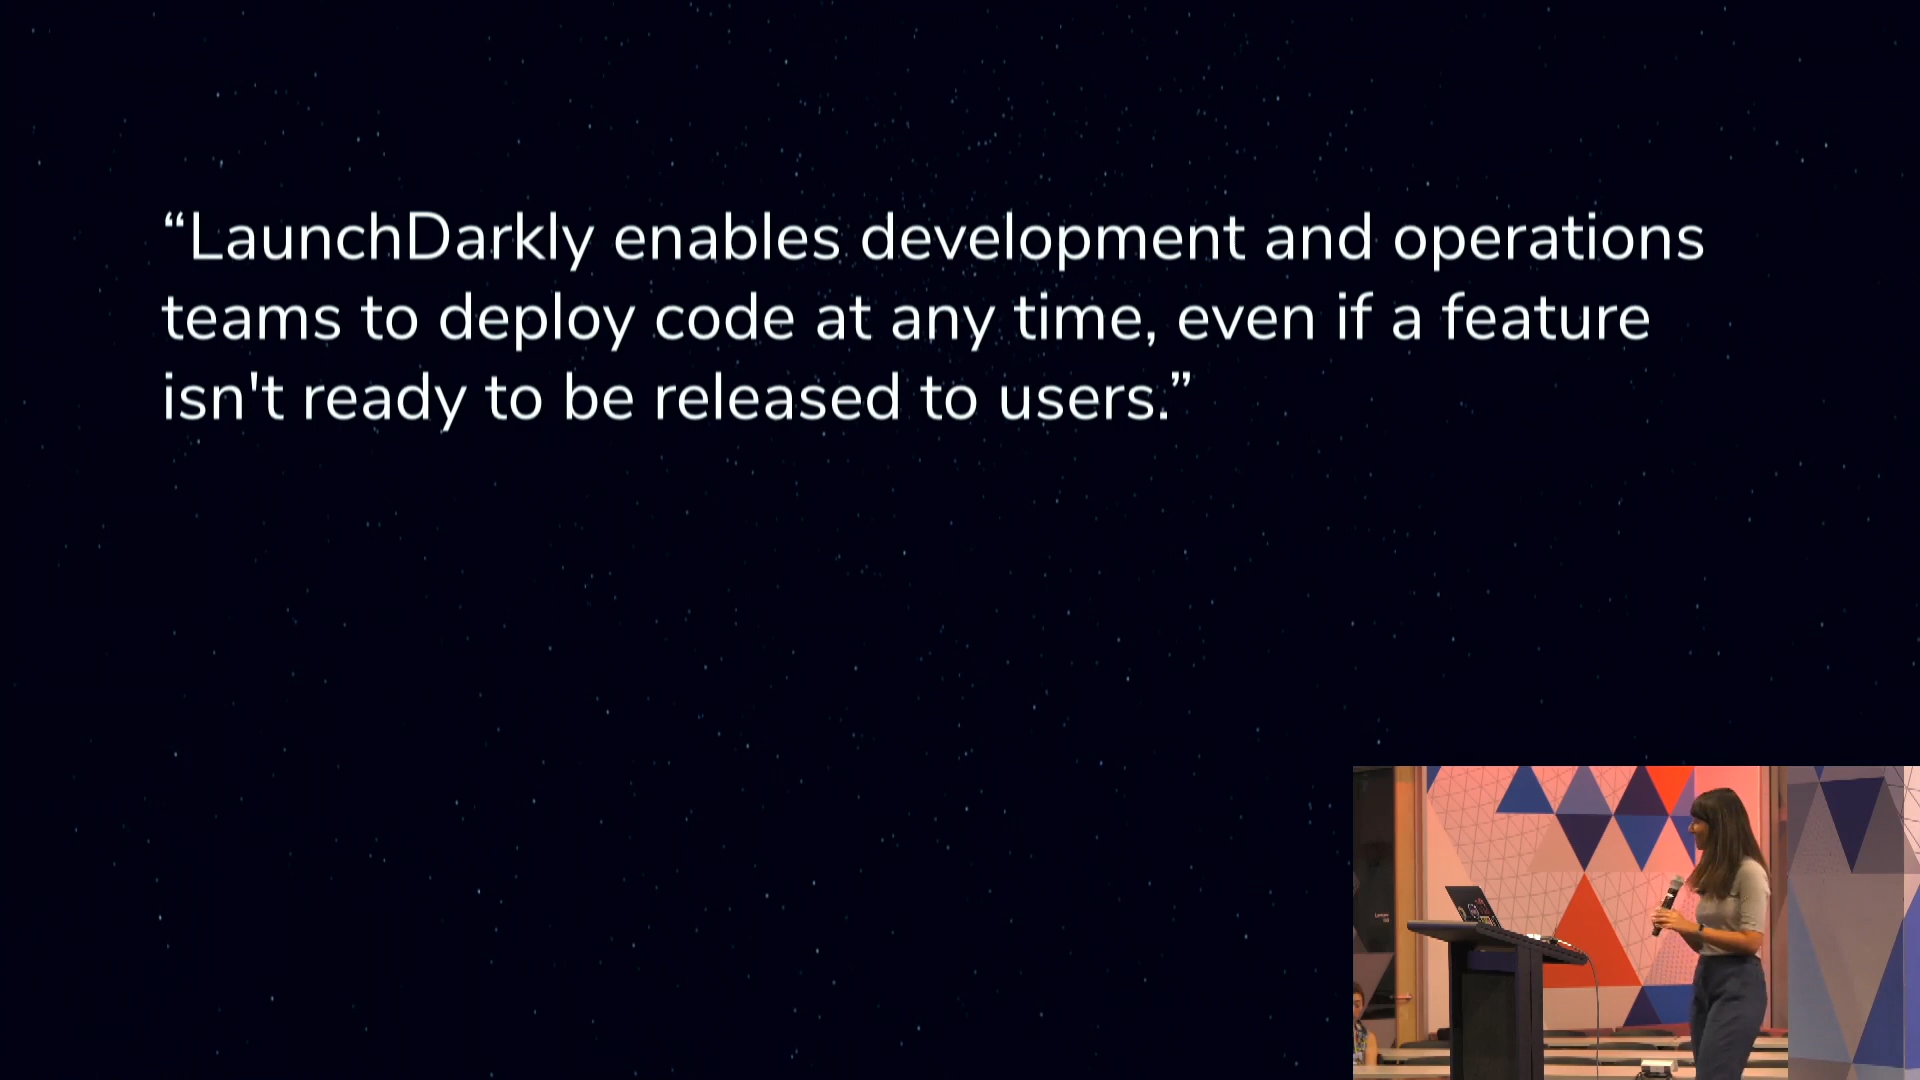 “LaunchDarkly enables development and operations
teams to deploy code at any time, even if a feature
isn't ready to be released to users.”